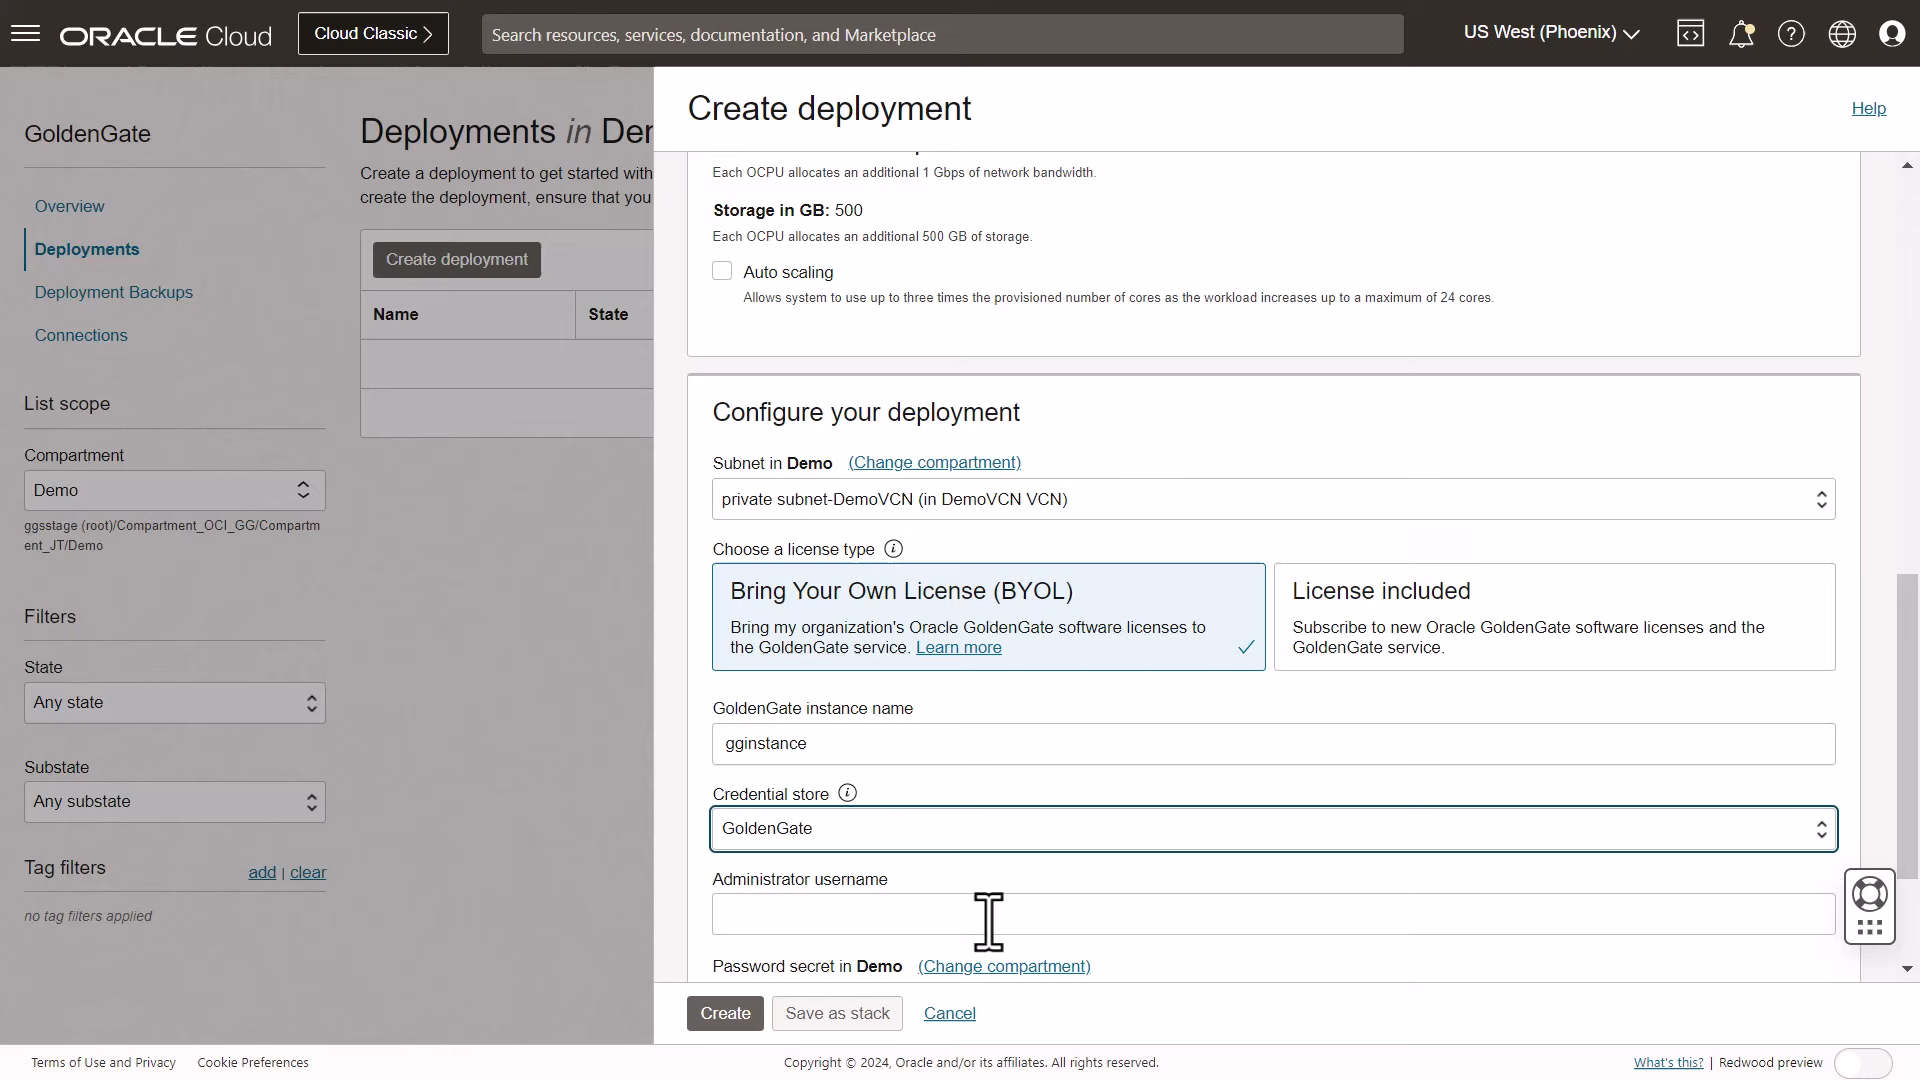 ORACLE Cloud
Cloud Classic
Search resources, services, documentation, and Marketplace
US West (Phoenix)
GoldenGate
Overview
Deployments
Deployment Backups
Connections
List scope
Compartment
Demo
ggsstage (root)/Compartment_OCI_GG/Compartm
ent_JT/Demo
Filters
State
Any state
Substate
Any substate
Tag filters
add | clear
no tag filters applied
Deployments in Der
Create a deployment to get started with
create the deployment, ensure that you
Create deployment
Name
State
Create deployment
Help
Each OCPU allocates an additional 1 Gbps of network bandwidth.
Storage in GB: 500
Each OCPU allocates an additional 500 GB of storage.
Auto scaling
Allows system to use up to three times the provisioned number of cores as the workload increases up to a maximum of 24 cores.
Configure your deployment
Subnet in Demo (Change compartment)
private subnet-DemoVCN (in DemoVCN VCN)
Choose a license type
Bring Your Own License (BYOL)
Bring my organization's Oracle GoldenGate software licenses to
the GoldenGate service. Learn more
License included
Subscribe to new Oracle GoldenGate software licenses and the
GoldenGate service.
GoldenGate instance name
gginstance
Credential store
GoldenGate
Administrator username
Password secret in Demo (Change compartment)
Create
Save as stack
Cancel
Terms of Use and Privacy
Cookie Preferences
Copyright © 2024, Oracle and/or its affiliates. All rights reserved.
What's this? | Redwood preview